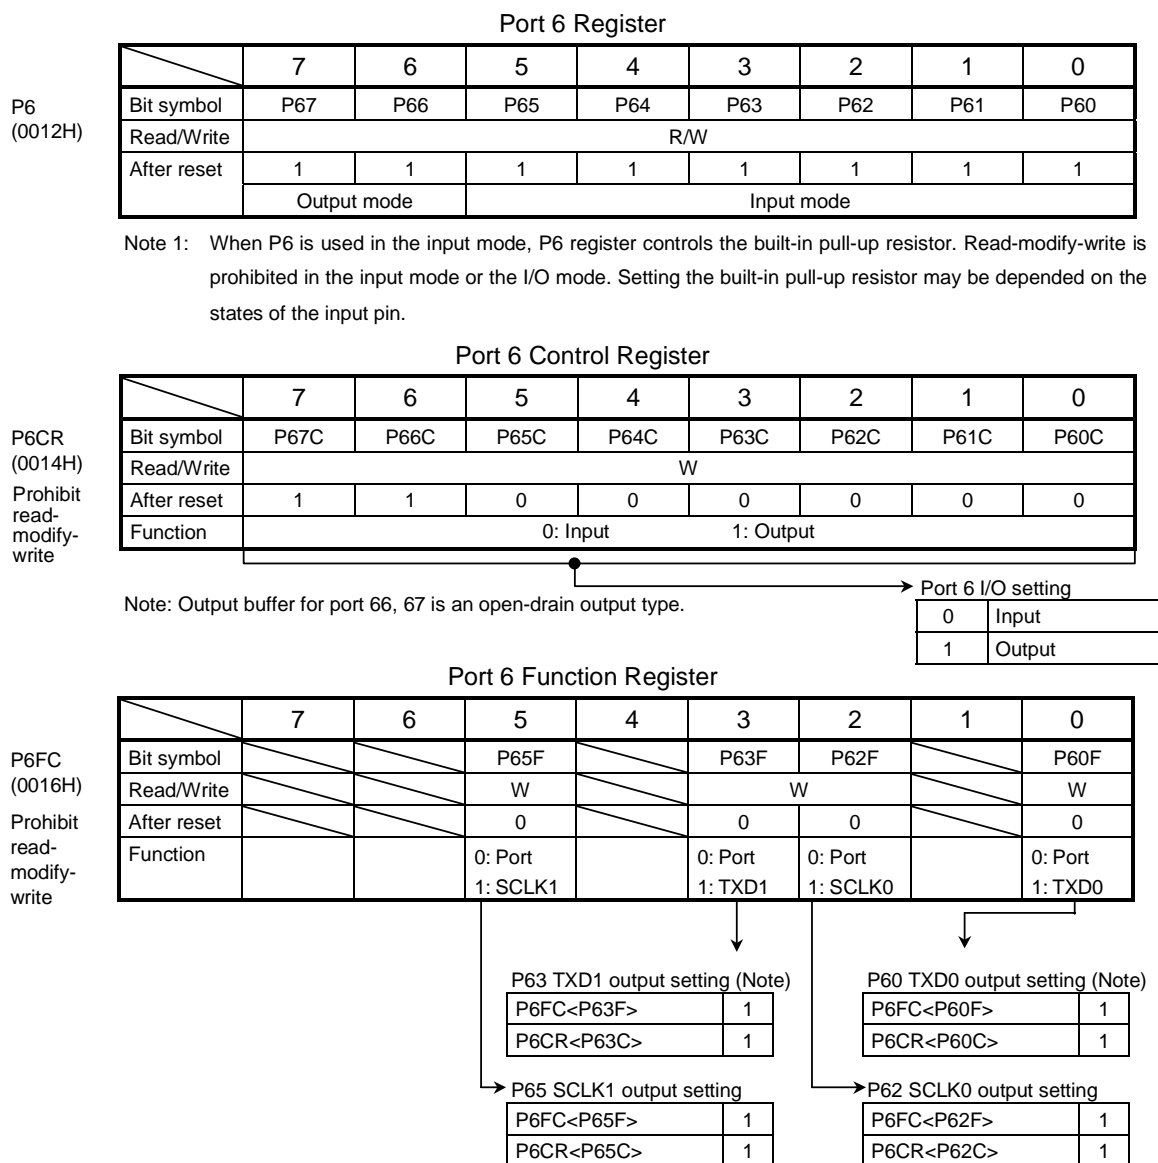 Port 6 Register
7 6 5 4 3 2 1 0
P6
(0012H)
Bit symbol P67 P66 P65 P64 P63 P62 P61 P60
Read/Write R/W
After reset 1 1 1 1 1 1 1 1
Output mode Input mode
Note 1: When P6 is used in the input mode, P6 register controls the built-in pull-up resistor. Read-modify-write is
prohibited in the input mode or the I/O mode. Setting the built-in pull-up resistor may be depended on the
states of the input pin.
Port 6 Control Register
7 6 5 4 3 2 1 0
P6CR
(0014H)
Prohibit
read-
modify-
write
Bit symbol P67C P66C P65C P64C P63C P62C P61C P60C
Read/Write W
After reset 1 1 0 0 0 0 0 0
Function 0: Input 1: Output
Note: Output buffer for port 66, 67 is an open-drain output type.
Port 6 I/O setting
0 Input
1 Output
Port 6 Function Register
7 6 5 4 3 2 1 0
P6FC
(0016H)
Prohibit
read-
modify-
write
Bit symbol P65F P63F P62F P60F
Read/Write W W W
After reset 0 0 0 0
Function 0: Port 0: Port 0: Port 0: Port
1: SCLK1 1: TXD1 1: SCLK0 1: TXD0
P63 TXD1 output setting (Note)
P6FC<P63F> 1
P6CR<P63C> 1
P60 TXD0 output setting (Note)
P6FC<P60F> 1
P6CR<P60C> 1
P65 SCLK1 output setting
P6FC<P65F> 1
P6CR<P65C> 1
P62 SCLK0 output setting
P6FC<P62F> 1
P6CR<P62C> 1